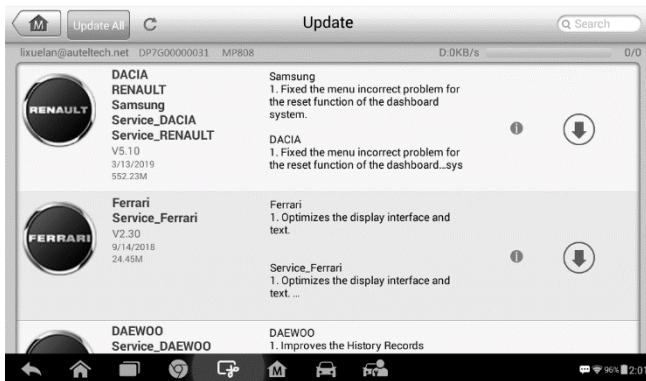 M
Update All
Update
Search
lixuelan@auteltech.net DP7G00000031 MP808
D:0KB/s
0/0
RENAULT
DACIA
RENAULT
Samsung
Service_DACIA
Service_RENAULT
V5.10
3/13/2019
552.23M
Samsung
1. Fixed the menu incorrect problem for
the reset function of the dashboard
system.
DACIA
1. Fixed the menu incorrect problem for
the reset function of the dashboard...sys
FERRARI
Ferrari
Service_Ferrari
V2.30
9/14/2018
24.45M
Ferrari
1. Optimizes the display interface and
text.
Service_Ferrari
1. Optimizes the display interface and
text. ...
DAEWOO
Service_DAEWOO
DAEWOO
1. Improves the History Records
M
96%
2:01